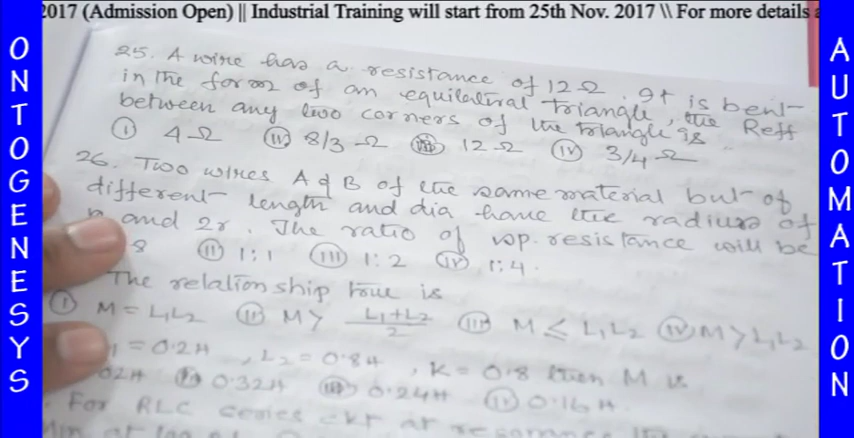 2017 (Admission Open) || Industrial Training will start from 25th Nov. 2017 \\ For more details
ONTOGENESYS
25. A wire has a resistance of 12 Ω. It is bent
in the form of an equilateral triangle, the Reff
between any two corners of the triangle is
(i) 4 Ω (ii) 8/3 Ω (iii) 12 Ω (iv) 3/4 Ω
26. Two wires A & B of the same material but of
different length and dia have the radius of
r and 2r. The ratio of resistance will be
8 (ii) 1:1 (iii) 1:2 (iv) 1:4.
The relationship true is
(i) M = L1L2 (ii) M > L1+L2/2 (iii) M ≤ L1L2 (iv) M > L1L2
= 0.2H, L2 = 0.8H, K = 0.8 then M is
02H (ii) 0.32H (iii) 0.24H (iv) 0.16H.
For RLC series ckt at resonance
AUTOMATION